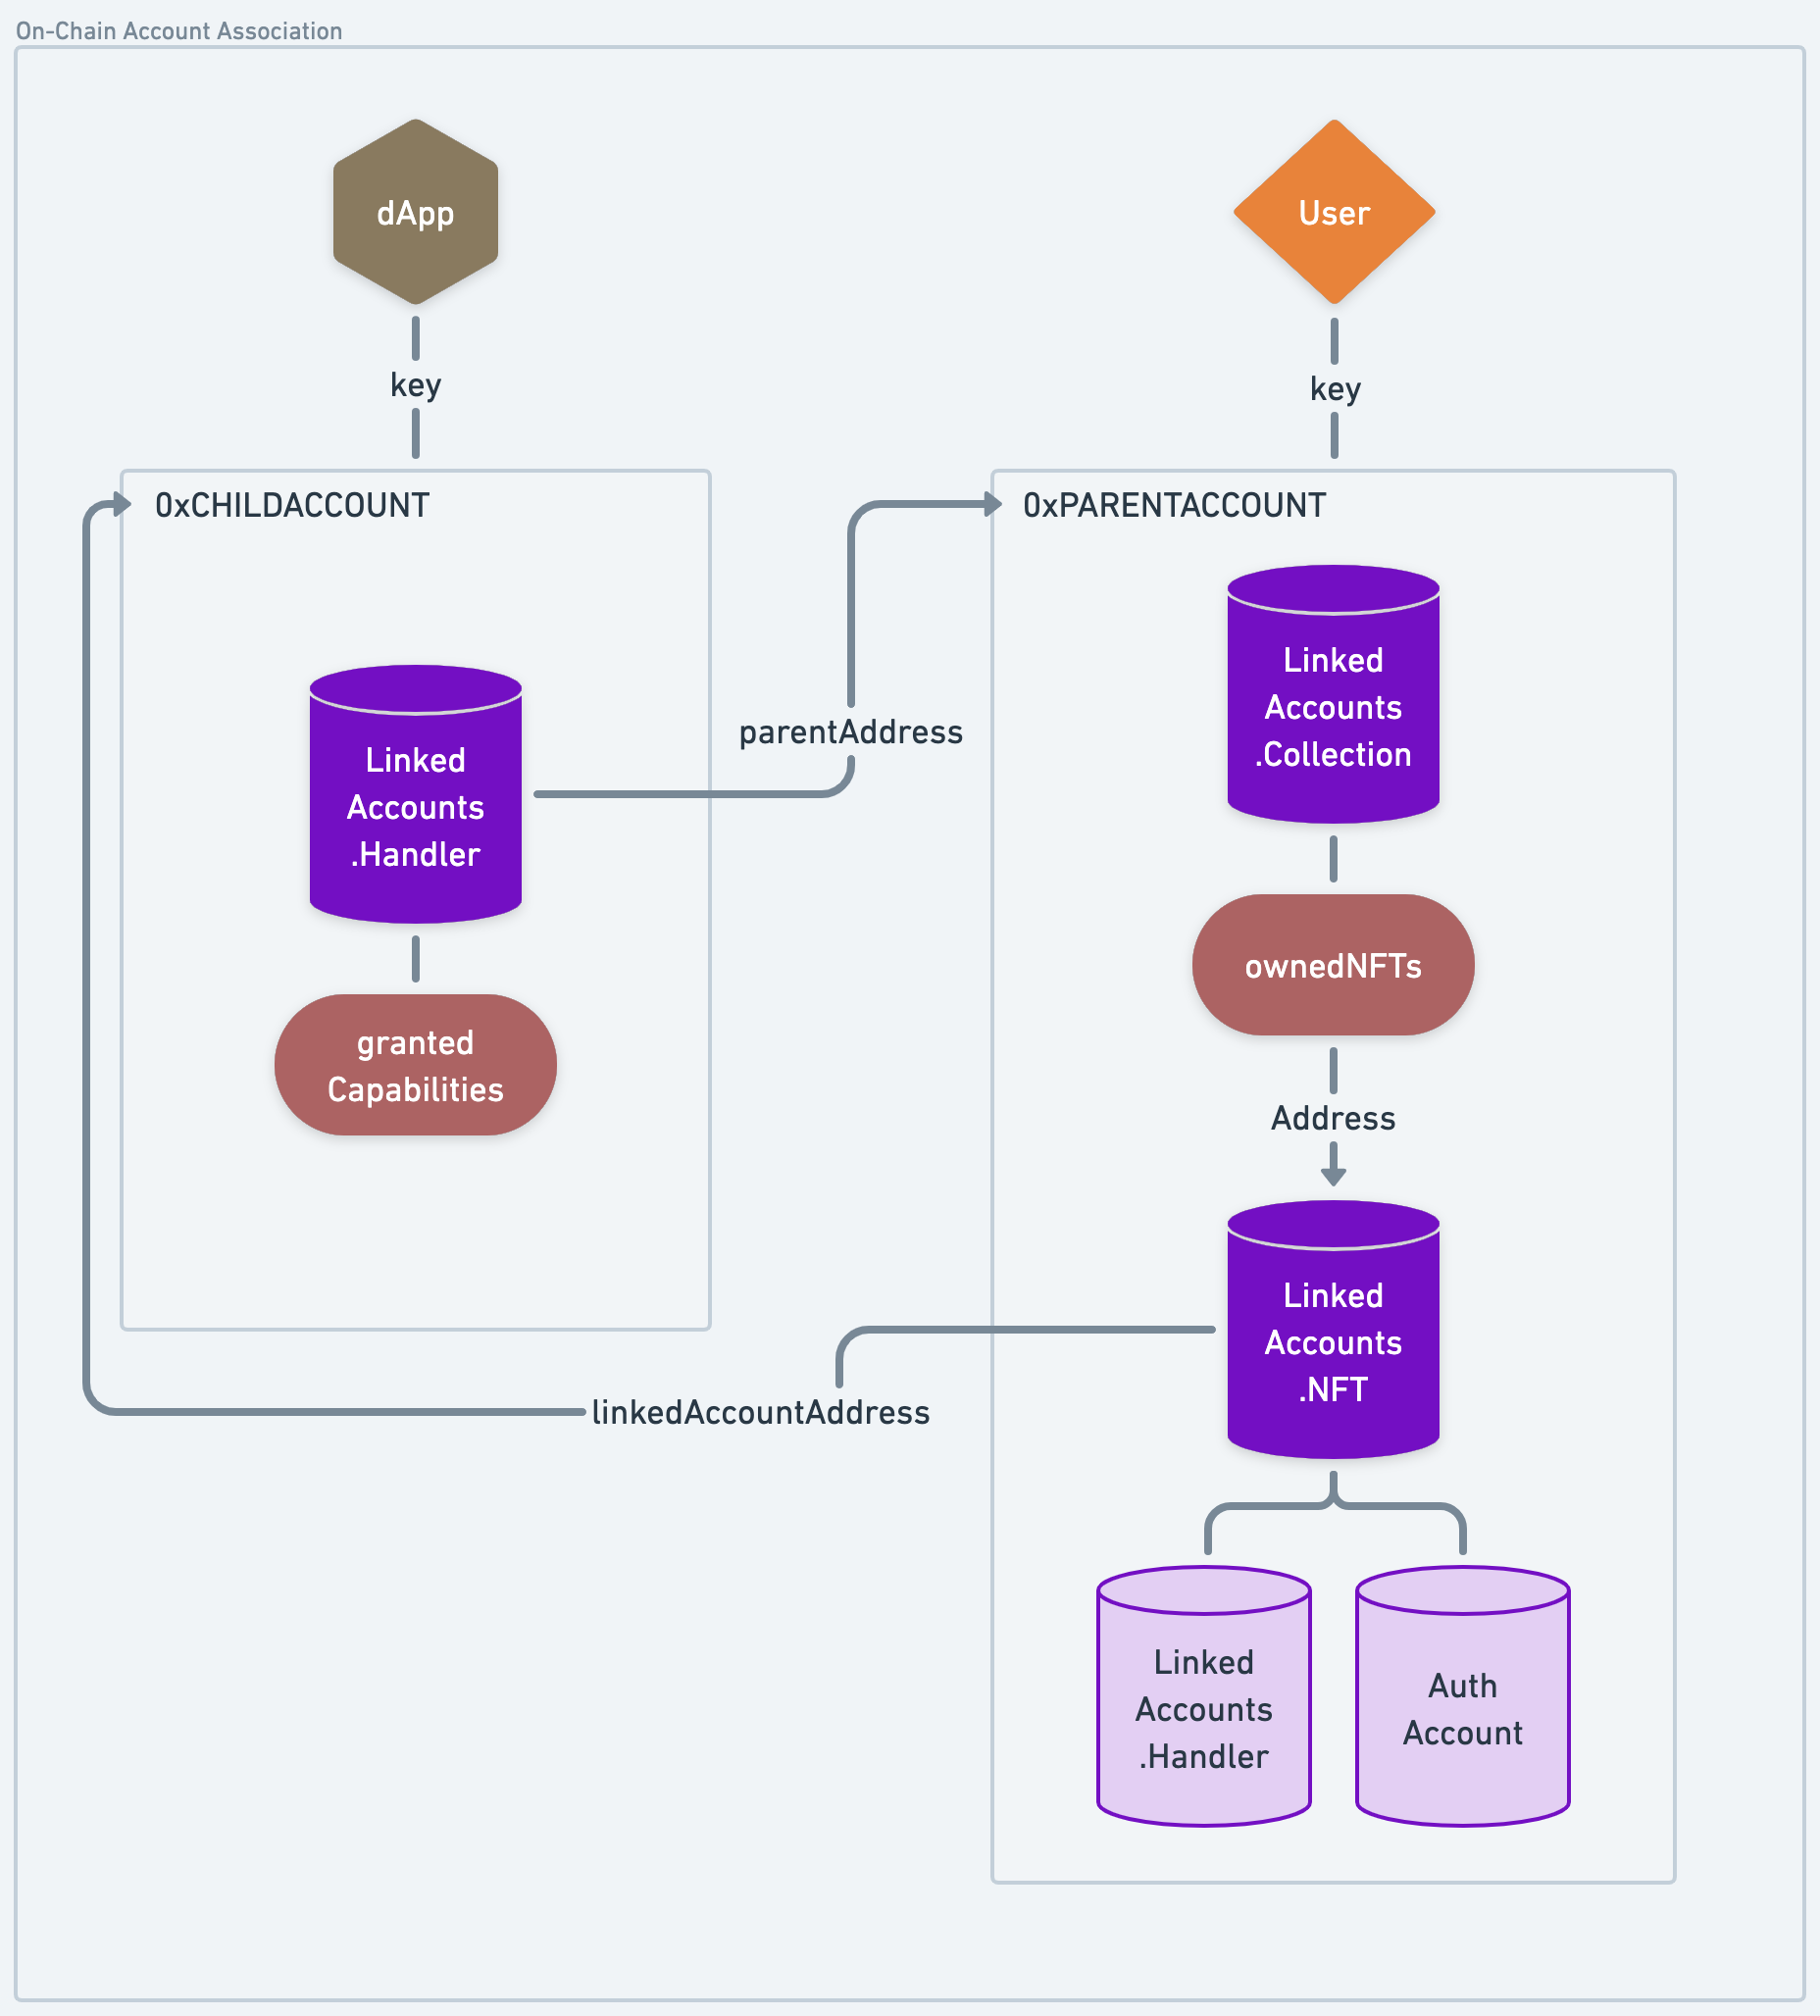 On-Chain Account Association
dApp
User
key
key
0xCHILDACCOUNT
0xPARENTACCOUNT
Linked
Accounts
.Handler
granted
Capabilities
parentAddress
Linked
Accounts
.Collection
ownedNFTs
Address
Linked
Accounts
.NFT
linkedAccountAddress
Linked
Accounts
.Handler
Auth
Account